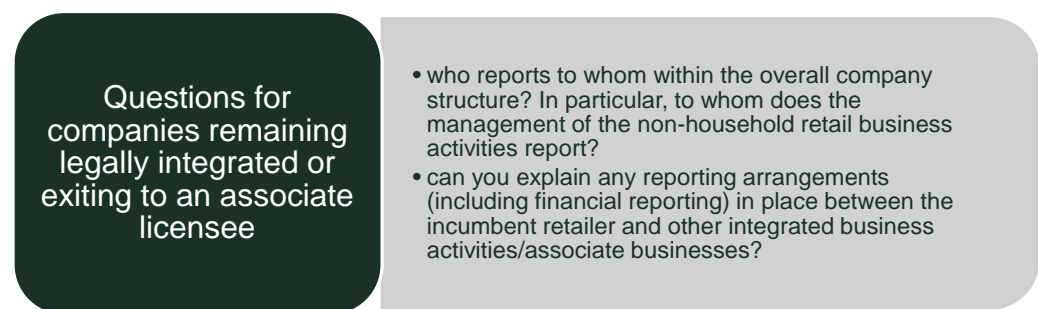 Questions for
companies remaining
legally integrated or
exiting to an associate
licensee
• who reports to whom within the overall company
structure? In particular, to whom does the
management of the non-household retail business
activities report?
• can you explain any reporting arrangements
(including financial reporting) in place between the
incumbent retailer and other integrated business
activities/associate businesses?